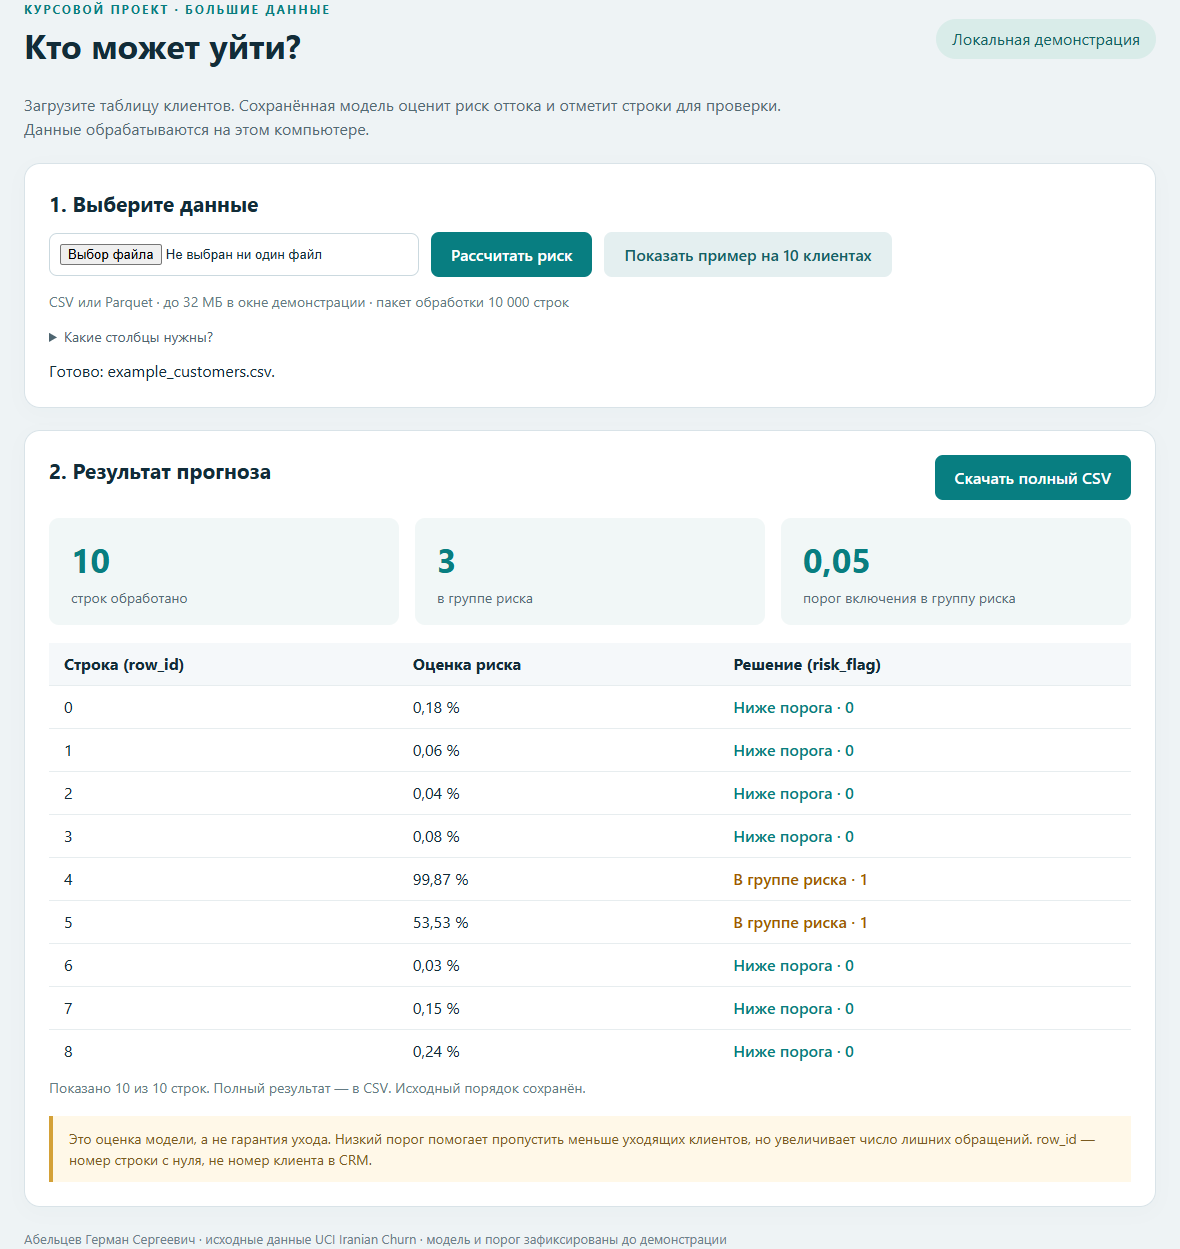 КУРСОВОЙ ПРОЕКТ · БОЛЬШИЕ ДАННЫЕ
Кто может уйти?
Локальная демонстрация
Загрузите таблицу клиентов. Сохранённая модель оценит риск оттока и отметит строки для проверки.
Данные обрабатываются на этом компьютере.
1. Выберите данные
Выбор файла Не выбран ни один файл
Рассчитать риск
Показать пример на 10 клиентах
CSV или Parquet · до 32 МБ в окне демонстрации · пакет обработки 10 000 строк
Какие столбцы нужны?
Готово: example_customers.csv.
2. Результат прогноза
Скачать полный CSV
10
строк обработано
3
в группе риска
0,05
порог включения в группу риска
Строка (row_id) Оценка риска Решение (risk_flag)
0 0,18 % Ниже порога · 0
1 0,06 % Ниже порога · 0
2 0,04 % Ниже порога · 0
3 0,08 % Ниже порога · 0
4 99,87 % В группе риска · 1
5 53,53 % В группе риска · 1
6 0,03 % Ниже порога · 0
7 0,15 % Ниже порога · 0
8 0,24 % Ниже порога · 0
Показано 10 из 10 строк. Полный результат — в CSV. Исходный порядок сохранён.
Это оценка модели, а не гарантия ухода. Низкий порог помогает пропустить меньше уходящих клиентов, но увеличивает число лишних обращений. row_id —
номер строки с нуля, не номер клиента в CRM.
Абельцев Герман Сергеевич · исходные данные UCI Iranian Churn · модель и порог зафиксированы до демонстрации